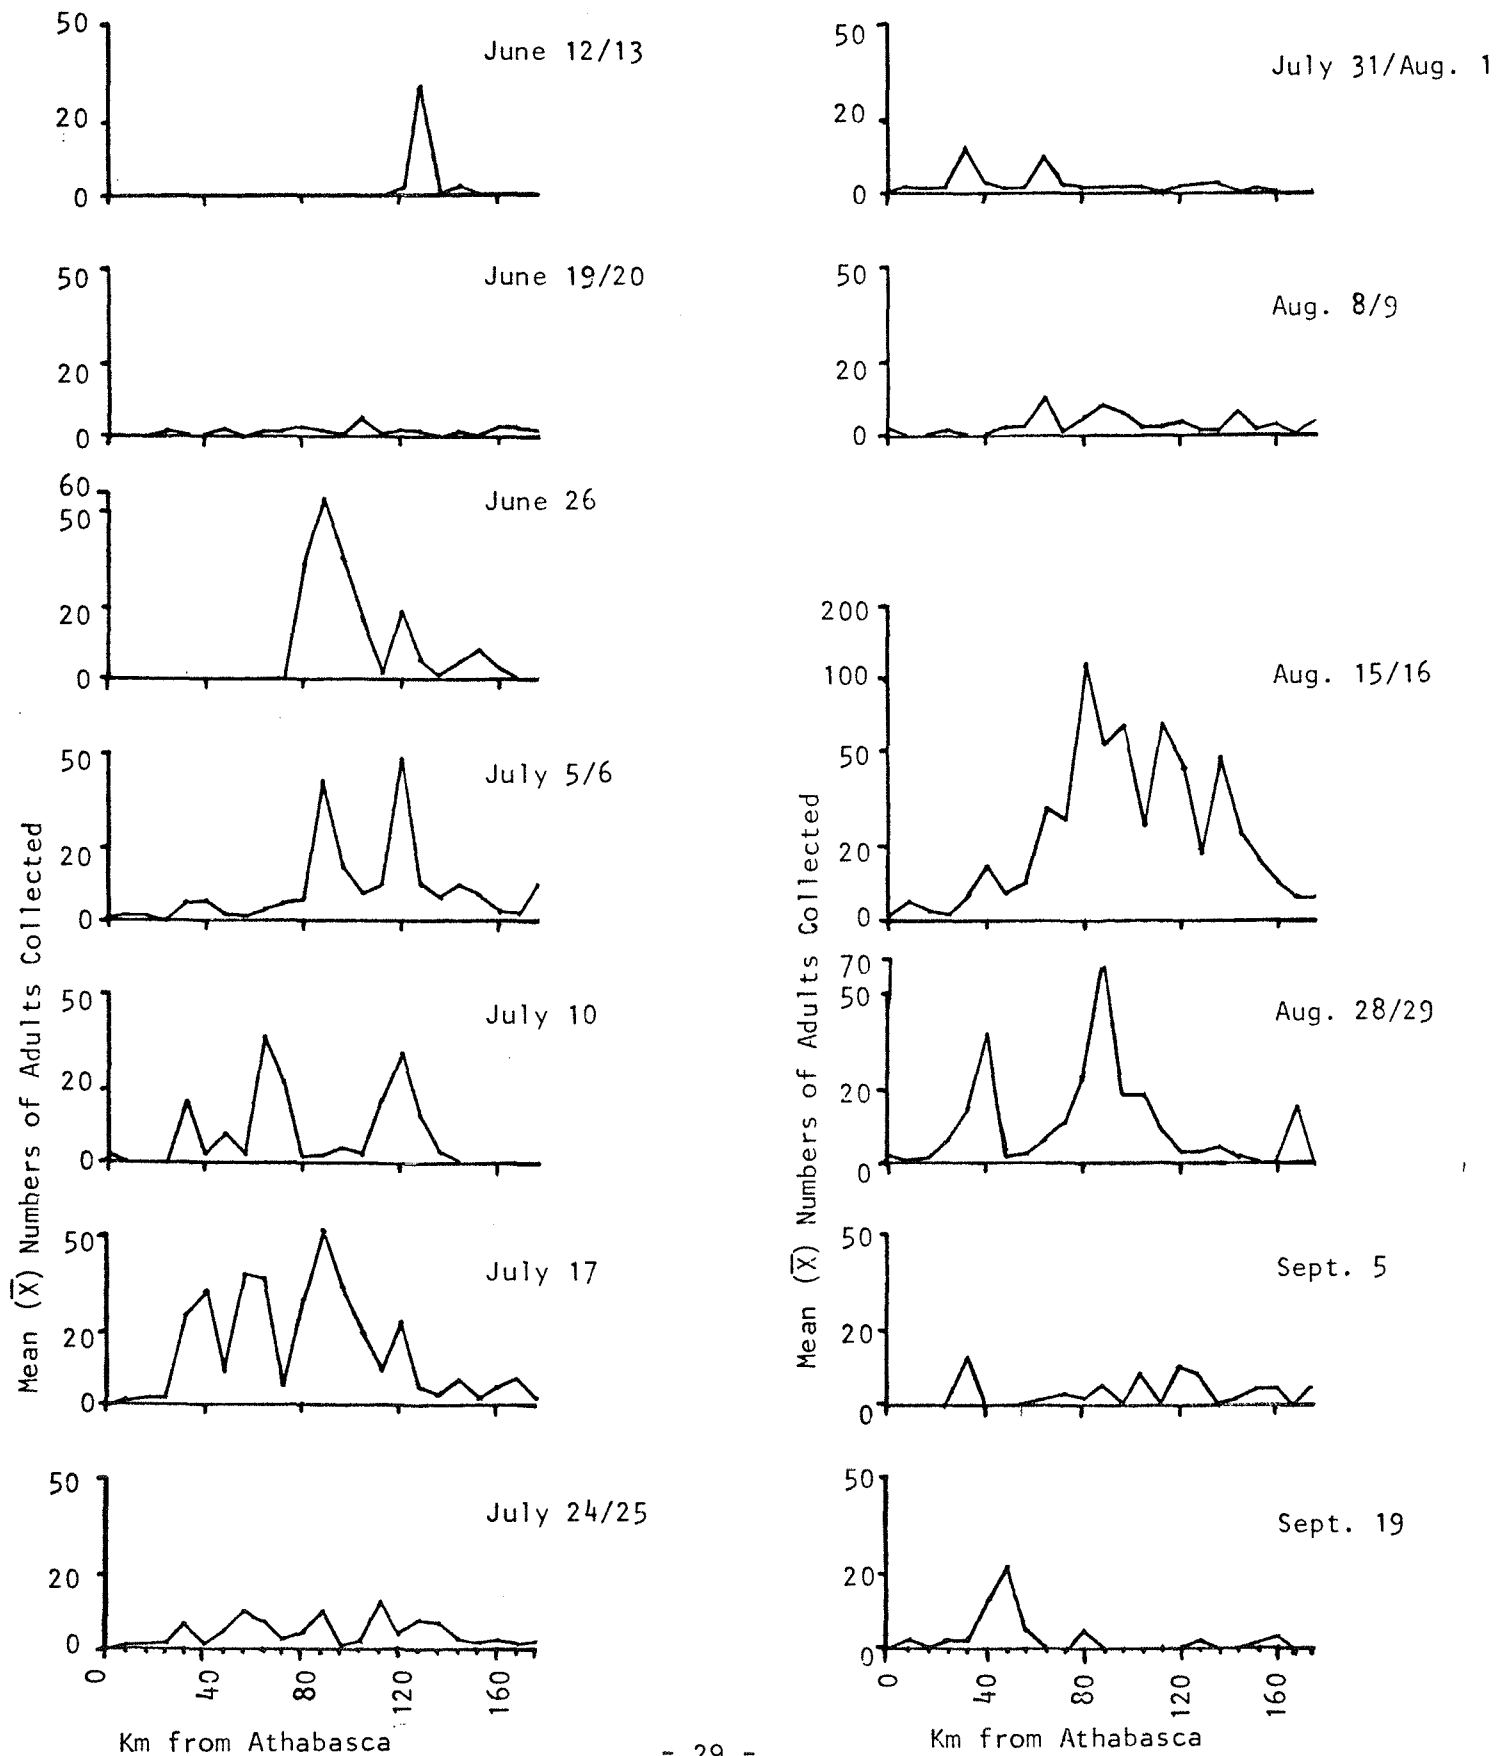 Mean (X̅) Numbers of Adults Collected
50
20
0
June 12/13
50
20
0
June 19/20
60
50
20
0
June 26
50
20
0
July 5/6
50
20
0
July 10
50
20
0
July 17
50
20
0
July 24/25
0 40 80 120 160
Km from Athabasca
Mean (X̅) Numbers of Adults Collected
50
20
0
July 31/Aug. 1
50
20
0
Aug. 8/9
200
100
50
20
0
Aug. 15/16
70
50
20
0
Aug. 28/29
50
20
0
Sept. 5
50
20
0
Sept. 19
0 40 80 120 160
Km from Athabasca
- 29 -